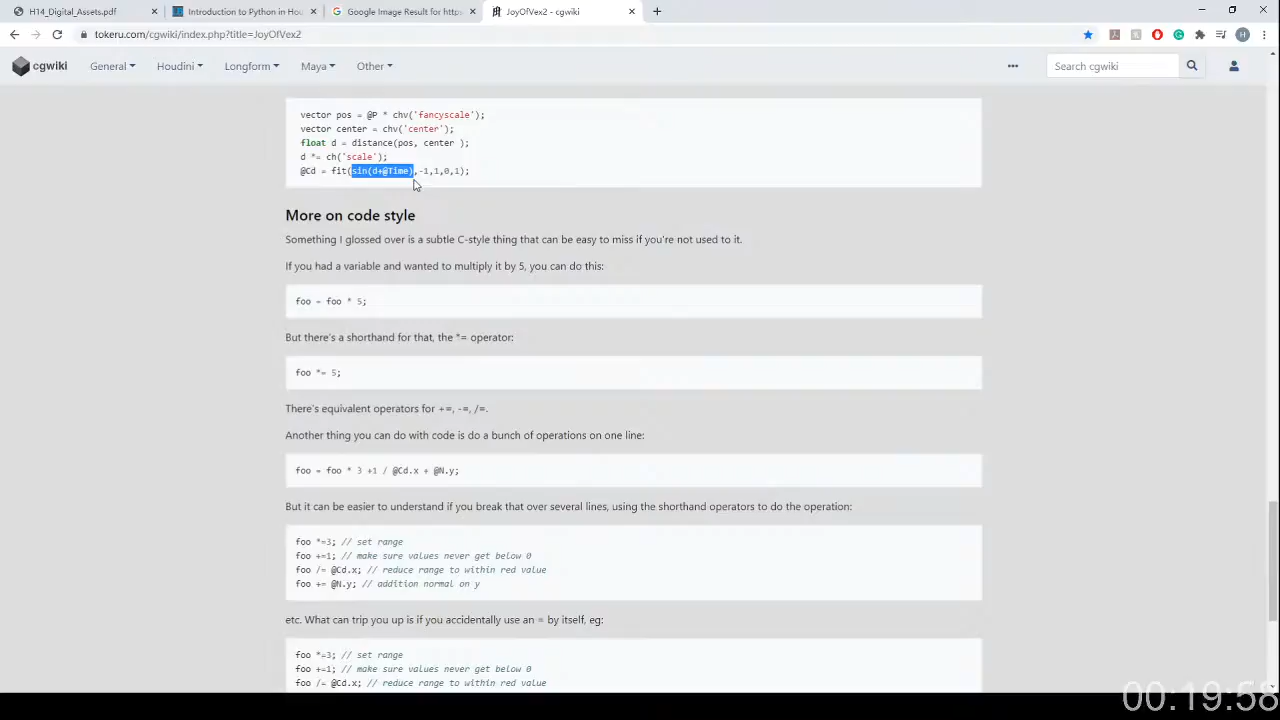 H14_Digital_Assets.pdf
Introduction to Python in Hou
Google Image Result for https
JoyOfVex2 - cgwiki
tokeru.com/cgwiki/index.php?title=JoyOfVex2
cgwiki
General
Houdini
Longform
Maya
Other
Search cgwiki
vector pos = @P * chv('fancyscale');
vector center = chv('center');
float d = distance(pos, center );
d *= ch('scale');
@Cd = fit(sin(d+@Time),-1,1,0,1);
More on code style
Something I glossed over is a subtle C-style thing that can be easy to miss if you're not used to it.
If you had a variable and wanted to multiply it by 5, you can do this:
foo = foo * 5;
But there's a shorthand for that, the *= operator:
foo *= 5;
There's equivalent operators for +=, -=, /=.
Another thing you can do with code is do a bunch of operations on one line:
foo = foo * 3 +1 / @Cd.x + @N.y;
But it can be easier to understand if you break that over several lines, using the shorthand operators to do the operation:
foo *=3; // set range
foo +=1; // make sure values never get below 0
foo /= @Cd.x; // reduce range to within red value
foo += @N.y; // addition normal on y
etc. What can trip you up is if you accidentally use an = by itself, eg:
foo *=3; // set range
foo +=1; // make sure values never get below 0
foo /= @Cd.x; // reduce range to within red value
00:19:58